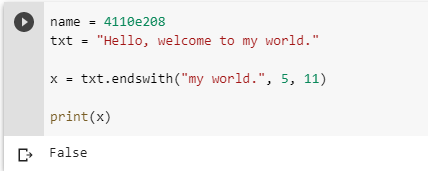 name = 4110e208
txt = "Hello, welcome to my world."
x = txt.endswith("my world.", 5, 11)
print(x)
False